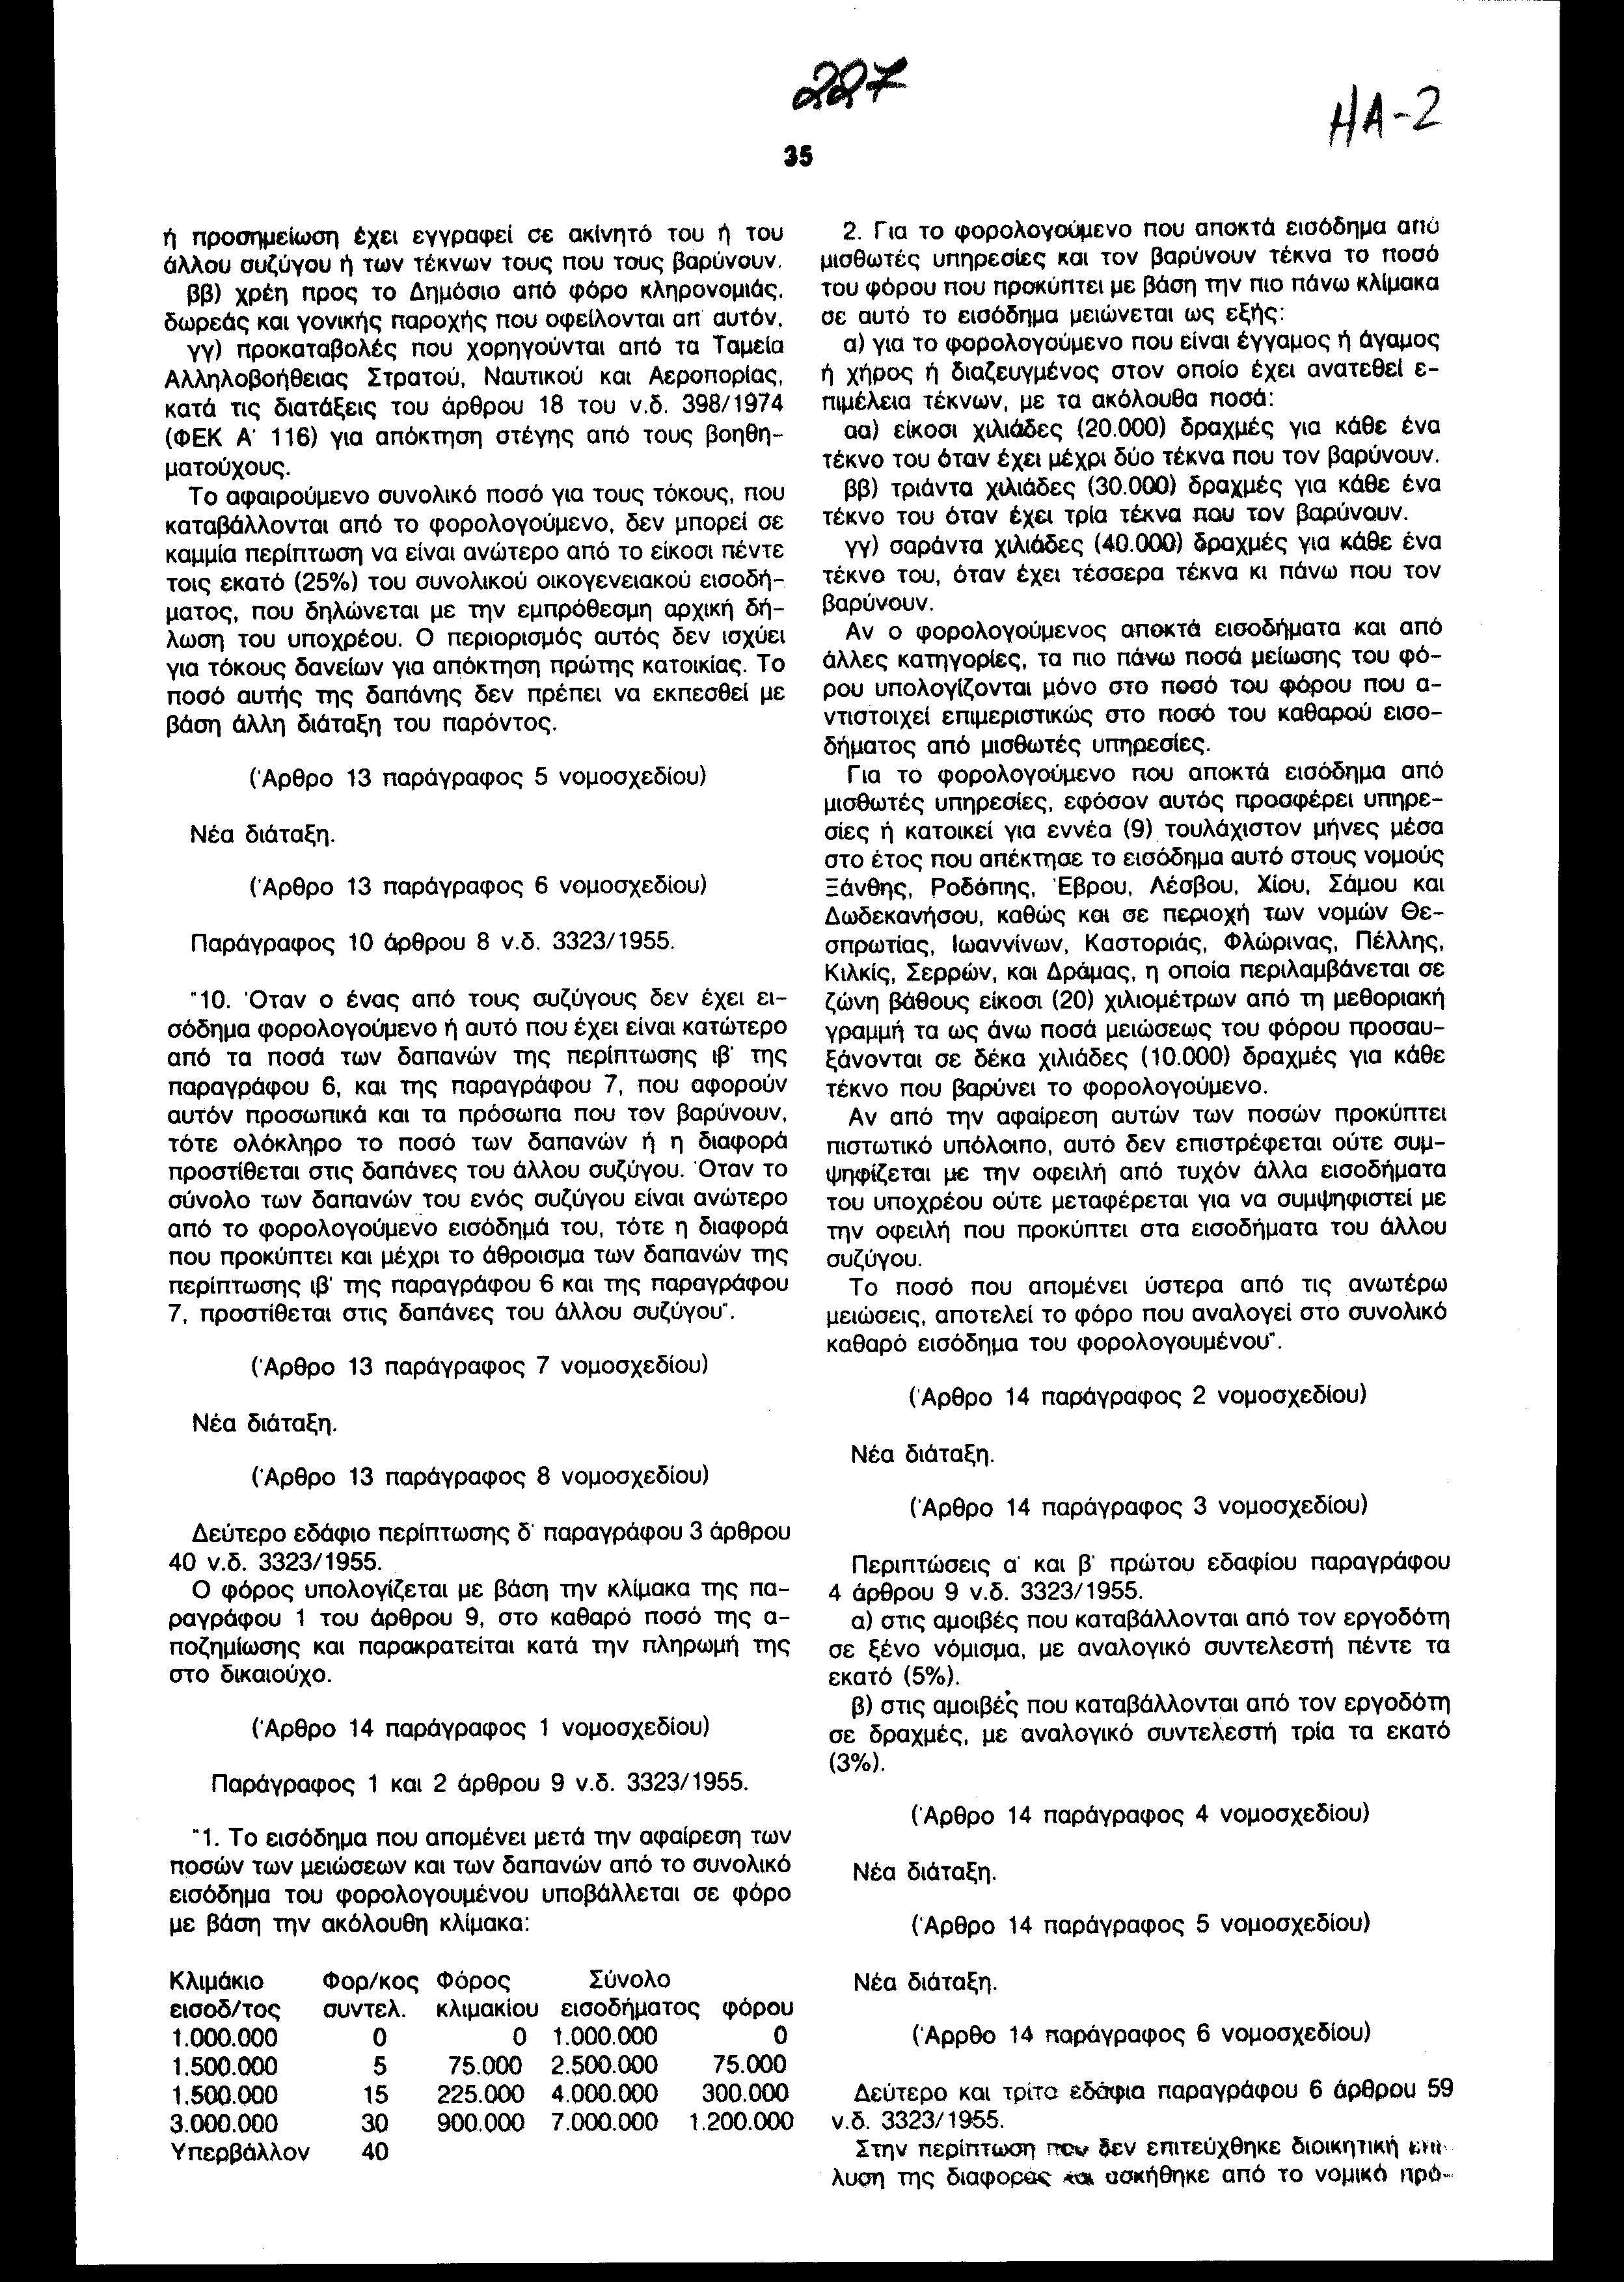 227
HA-2
35
ή προσημείωση έχει εγγραφεί σε ακίνητό του ή του
άλλου συζύγου ή των τέκνων τους που τους βαρύνουν.
ββ) χρέη προς το Δημόσιο από φόρο κληρονομιάς,
δωρεάς και γονικής παροχής που οφείλονται απ' αυτόν,
γγ) προκαταβολές που χορηγούνται από τα Ταμεία
Αλληλοβοήθειας Στρατού, Ναυτικού και Αεροπορίας,
κατά τις διατάξεις του άρθρου 18 του ν.δ. 398/1974
(ΦΕΚ Α' 116) για απόκτηση στέγης από τους βοηθη-
ματούχους.
Το αφαιρούμενο συνολικό ποσό για τους τόκους, που
καταβάλλονται από το φορολογούμενο, δεν μπορεί σε
καμμία περίπτωση να είναι ανώτερο από το είκοσι πέντε
τοις εκατό (25%) του συνολικού οικογενειακού εισοδή-
ματος, που δηλώνεται με την εμπρόθεσμη αρχική δή-
λωση του υποχρέου. Ο περιορισμός αυτός δεν ισχύει
για τόκους δανείων για απόκτηση πρώτης κατοικίας. Το
ποσό αυτής της δαπάνης δεν πρέπει να εκπεσθεί με
βάση άλλη διάταξη του παρόντος.
('Αρθρο 13 παράγραφος 5 νομοσχεδίου)
Νέα διάταξη.
('Αρθρο 13 παράγραφος 6 νομοσχεδίου)
Παράγραφος 10 άρθρου 8 ν.δ. 3323/1955.
"10. 'Οταν ο ένας από τους συζύγους δεν έχει ει-
σόδημα φορολογούμενο ή αυτό που έχει είναι κατώτερο
από τα ποσά των δαπανών της περίπτωσης ιβ' της
παραγράφου 6, και της παραγράφου 7, που αφορούν
αυτόν προσωπικά και τα πρόσωπα που τον βαρύνουν,
τότε ολόκληρο το ποσό των δαπανών ή η διαφορά
προστίθεται στις δαπάνες του άλλου συζύγου. 'Οταν το
σύνολο των δαπανών του ενός συζύγου είναι ανώτερο
από το φορολογούμενο εισόδημά του, τότε η διαφορά
που προκύπτει και μέχρι το άθροισμα των δαπανών της
περίπτωσης ιβ' της παραγράφου 6 και της παραγράφου
7, προστίθεται στις δαπάνες του άλλου συζύγου".
('Αρθρο 13 παράγραφος 7 νομοσχεδίου)
Νέα διάταξη.
('Αρθρο 13 παράγραφος 8 νομοσχεδίου)
Δεύτερο εδάφιο περίπτωσης δ' παραγράφου 3 άρθρου
40 ν.δ. 3323/1955.
Ο φόρος υπολογίζεται με βάση την κλίμακα της πα-
ραγράφου 1 του άρθρου 9, στο καθαρό ποσό της α-
ποζημίωσης και παρακρατείται κατά την πληρωμή της
στο δικαιούχο.
('Αρθρο 14 παράγραφος 1 νομοσχεδίου)
Παράγραφος 1 και 2 άρθρου 9 ν.δ. 3323/1955.
"1. Το εισόδημα που απομένει μετά την αφαίρεση των
ποσών των μειώσεων και των δαπανών από το συνολικό
εισόδημα του φορολογουμένου υποβάλλεται σε φόρο
με βάση την ακόλουθη κλίμακα:
Κλιμάκιο Φορ/κος Φόρος Σύνολο
εισοδ/τος συντελ. κλιμακίου εισοδήματος φόρου
1.000.000 0 0 1.000.000 0
1.500.000 5 75.000 2.500.000 75.000
1.500.000 15 225.000 4.000.000 300.000
3.000.000 30 900.000 7.000.000 1.200.000
Υπερβάλλον 40
2. Για το φορολογούμενο που αποκτά εισόδημα από
μισθωτές υπηρεσίες και τον βαρύνουν τέκνα το ποσό
του φόρου που προκύπτει με βάση την πιο πάνω κλίμακα
σε αυτό το εισόδημα μειώνεται ως εξής:
α) για το φορολογούμενο που είναι έγγαμος ή άγαμος
ή χήρος ή διαζευγμένος στον οποίο έχει ανατεθεί ε-
πιμέλεια τέκνων, με τα ακόλουθα ποσά:
αα) είκοσι χιλιάδες (20.000) δραχμές για κάθε ένα
τέκνο του όταν έχει μέχρι δύο τέκνα που τον βαρύνουν.
ββ) τριάντα χιλιάδες (30.000) δραχμές για κάθε ένα
τέκνο του όταν έχει τρία τέκνα που τον βαρύνουν.
γγ) σαράντα χιλιάδες (40.000) δραχμές για κάθε ένα
τέκνο του, όταν έχει τέσσερα τέκνα κι πάνω που τον
βαρύνουν.
Αν ο φορολογούμενος αποκτά εισοδήματα και από
άλλες κατηγορίες, τα πιο πάνω ποσά μείωσης του φό-
ρου υπολογίζονται μόνο στο ποσό του φόρου που α-
ντιστοιχεί επιμεριστικώς στο ποσό του καθαρού εισο-
δήματος από μισθωτές υπηρεσίες.
Για το φορολογούμενο που αποκτά εισόδημα από
μισθωτές υπηρεσίες, εφόσον αυτός προσφέρει υπηρε-
σίες ή κατοικεί για εννέα (9) τουλάχιστον μήνες μέσα
στο έτος που απέκτησε το εισόδημα αυτό στους νομούς
Ξάνθης, Ροδόπης, 'Εβρου, Λέσβου, Χίου, Σάμου και
Δωδεκανήσου, καθώς και σε περιοχή των νομών Θε-
σπρωτίας, Ιωαννίνων, Καστοριάς, Φλώρινας, Πέλλης,
Κιλκίς, Σερρών, και Δράμας, η οποία περιλαμβάνεται σε
ζώνη βάθους είκοσι (20) χιλιομέτρων από τη μεθοριακή
γραμμή τα ως άνω ποσά μειώσεως του φόρου προσαυ-
ξάνονται σε δέκα χιλιάδες (10.000) δραχμές για κάθε
τέκνο που βαρύνει το φορολογούμενο.
Αν από την αφαίρεση αυτών των ποσών προκύπτει
πιστωτικό υπόλοιπο, αυτό δεν επιστρέφεται ούτε συμ-
ψηφίζεται με την οφειλή από τυχόν άλλα εισοδήματα
του υποχρέου ούτε μεταφέρεται για να συμψηφιστεί με
την οφειλή που προκύπτει στα εισοδήματα του άλλου
συζύγου.
Το ποσό που απομένει ύστερα από τις ανωτέρω
μειώσεις, αποτελεί το φόρο που αναλογεί στο συνολικό
καθαρό εισόδημα του φορολογουμένου".
('Αρθρο 14 παράγραφος 2 νομοσχεδίου)
Νέα διάταξη.
('Αρθρο 14 παράγραφος 3 νομοσχεδίου)
Περιπτώσεις α' και β' πρώτου εδαφίου παραγράφου
4 άρθρου 9 ν.δ. 3323/1955.
α) στις αμοιβές που καταβάλλονται από τον εργοδότη
σε ξένο νόμισμα, με αναλογικό συντελεστή πέντε τα
εκατό (5%).
β) στις αμοιβές που καταβάλλονται από τον εργοδότη
σε δραχμές, με αναλογικό συντελεστή τρία τα εκατό
(3%).
('Αρθρο 14 παράγραφος 4 νομοσχεδίου)
Νέα διάταξη.
('Αρθρο 14 παράγραφος 5 νομοσχεδίου)
Νέα διάταξη.
('Αρρθο 14 παράγραφος 6 νομοσχεδίου)
Δεύτερο και τρίτο εδάφια παραγράφου 6 άρθρου 59
ν.δ. 3323/1955.
Στην περίπτωση που δεν επιτεύχθηκε διοικητική επί-
λυση της διαφοράς και ασκήθηκε από το νομικό πρό-